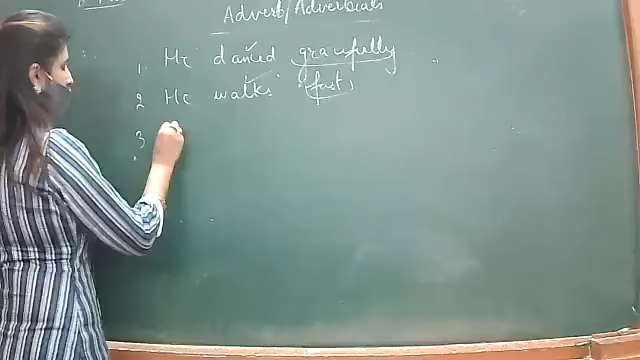 Adverb/Adverbials
1. He danced gracefully
2 He walks fast
3